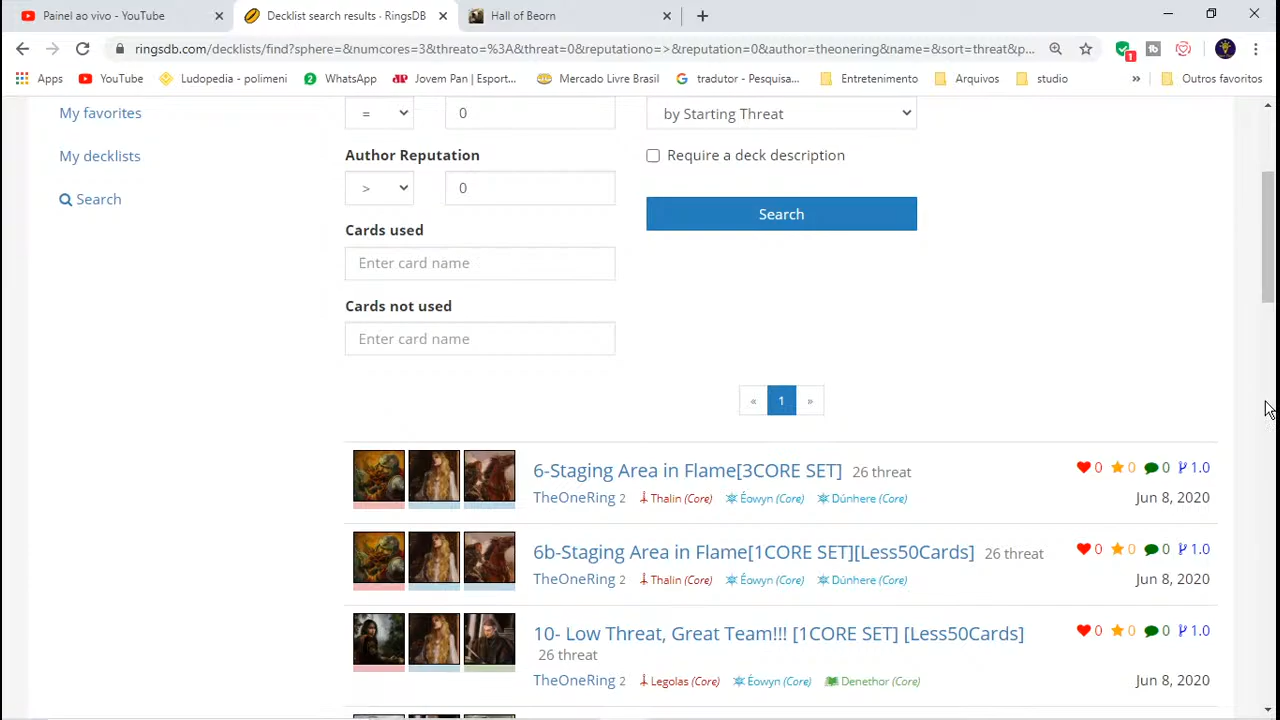 Painel ao vivo - YouTube
Decklist search results · RingsDB
Hall of Beorn
ringsdb.com/decklists/find?sphere=&numcores=3&threato=%3A&threat=0&reputationo=>&reputation=0&author=theonering&name=&sort=threat&p...
1
Apps
YouTube
Ludopedia - polimeni
2
WhatsApp
JP
Jovem Pan | Esport...
Mercado Livre Brasil
tradutor - Pesquisa...
Entretenimento
Arquivos
studio
»
Outros favoritos
My favorites
=
0
by Starting Threat
My decklists
Author Reputation
Require a deck description
>
0
Search
Search
Cards used
Enter card name
Cards not used
Enter card name
« 1 »
6-Staging Area in Flame[3CORE SET] 26 threat
0 0 0 1.0
TheOneRing 2 Thalin (Core) Éowyn (Core) Dúnhere (Core)
Jun 8, 2020
6b-Staging Area in Flame[1CORE SET][Less50Cards] 26 threat
0 0 0 1.0
TheOneRing 2 Thalin (Core) Éowyn (Core) Dúnhere (Core)
Jun 8, 2020
10- Low Threat, Great Team!!! [1CORE SET] [Less50Cards]
0 0 0 1.0
26 threat
TheOneRing 2 Legolas (Core) Éowyn (Core) Denethor (Core)
Jun 8, 2020